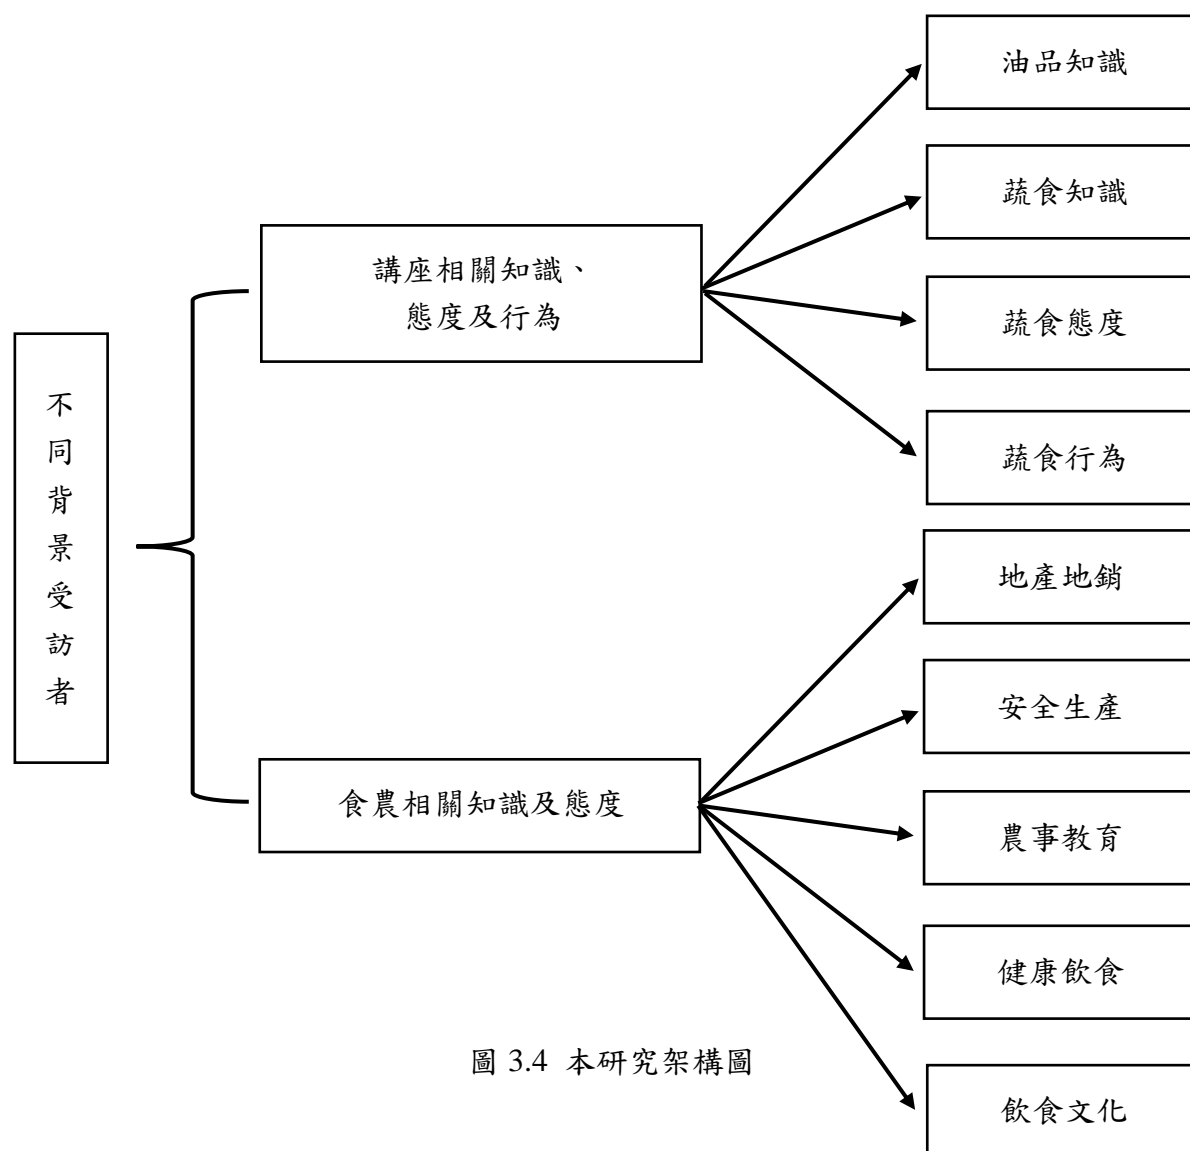 不同背景受訪者
講座相關知識、
態度及行為
油品知識
蔬食知識
蔬食態度
蔬食行為
食農相關知識及態度
地產地銷
安全生產
農事教育
健康飲食
飲食文化
圖 3.4 本研究架構圖